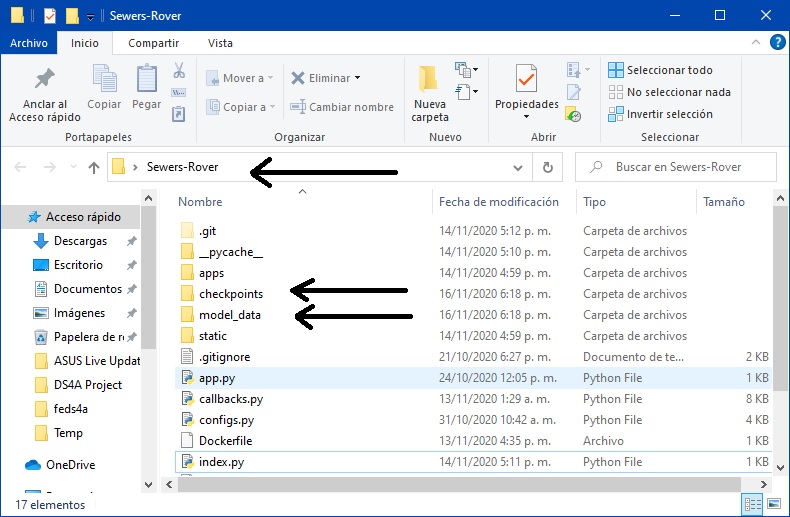 Sewers-Rover
Archivo Inicio Compartir Vista
Anclar al Acceso rápido
Copiar
Pegar
Mover a
Copiar a
Eliminar
Cambiar nombre
Nueva carpeta
Propiedades
Seleccionar todo
No seleccionar nada
Invertir selección
Portapapeles Organizar Nuevo Abrir Seleccionar
Sewers-Rover
Buscar en Sewers-Rover
Acceso rápido
Descargas
Escritorio
Documentos
Imágenes
Papelera de r
ASUS Live Updat
DS4A Project
feds4a
Temp
OneDrive
Nombre Fecha de modificación Tipo Tamaño
.git 14/11/2020 5:12 p. m. Carpeta de archivos
__pycache__ 14/11/2020 5:10 p. m. Carpeta de archivos
apps 14/11/2020 4:59 p. m. Carpeta de archivos
checkpoints 16/11/2020 6:18 p. m. Carpeta de archivos
model_data 16/11/2020 6:18 p. m. Carpeta de archivos
static 14/11/2020 4:59 p. m. Carpeta de archivos
.gitignore 21/10/2020 6:27 p. m. Documento de te... 2 KB
app.py 24/10/2020 12:05 p. m. Python File 1 KB
callbacks.py 13/11/2020 1:29 a. m. Python File 8 KB
configs.py 31/10/2020 10:42 a. m. Python File 4 KB
Dockerfile 13/11/2020 4:35 p. m. Archivo 1 KB
index.py 14/11/2020 5:11 p. m. Python File 1 KB
17 elementos